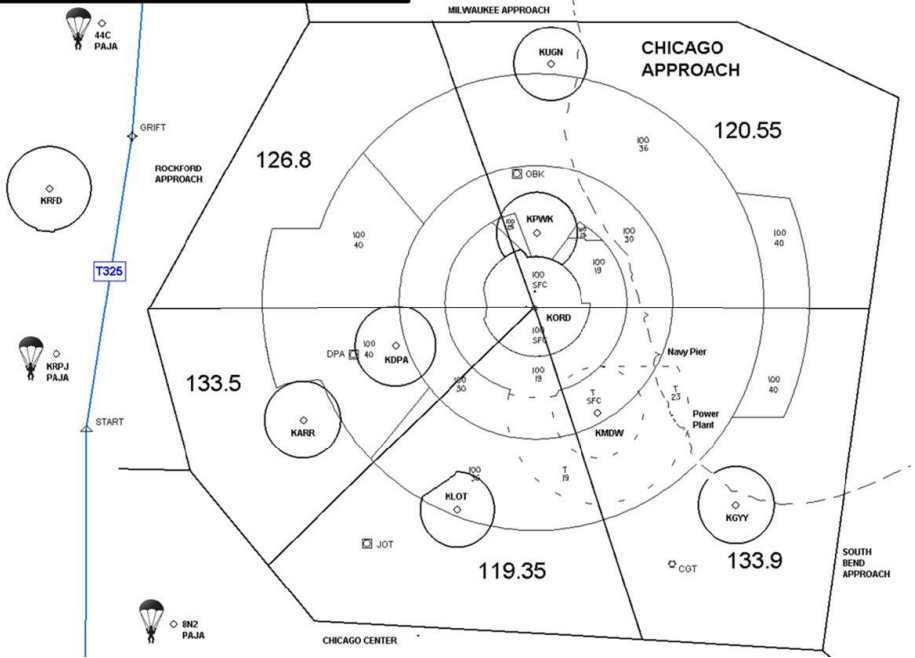 MILWAUKEE APPROACH
44C
PAJA
KUGN
CHICAGO
APPROACH
GRIFT
126.8
120.55
100
36
ROCKFORD
APPROACH
OBK
KRFD
KPWK
100
40
100
30
100
40
100
19
T325
100
SFC
KORD
100
SFC
KRPJ
PAJA
DPA
100
40
KDPA
Navy Pier
133.5
100
19
100
30
T
SFC
T
23
100
40
START
KARR
KMDW
Power
Plant
100
36
T
19
KLOT
KGYY
JOT
119.35
CGT
133.9
SOUTH
BEND
APPROACH
8N2
PAJA
CHICAGO CENTER